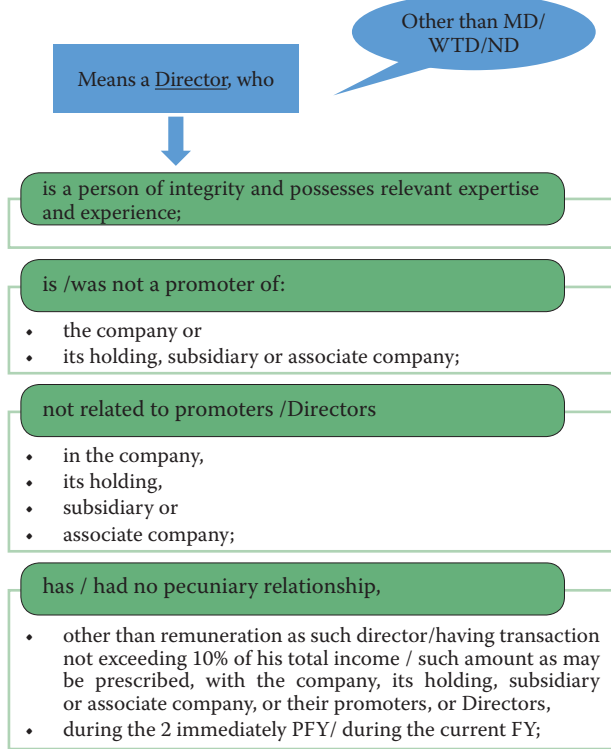 Other than MD/
WTD/ND
Means a Director, who
is a person of integrity and possesses relevant expertise
and experience;
is /was not a promoter of:
• the company or
• its holding, subsidiary or associate company;
not related to promoters /Directors
• in the company,
• its holding,
• subsidiary or
• associate company;
has / had no pecuniary relationship,
• other than remuneration as such director/having transaction
not exceeding 10% of his total income / such amount as may
be prescribed, with the company, its holding, subsidiary
or associate company, or their promoters, or Directors,
• during the 2 immediately PFY/ during the current FY;